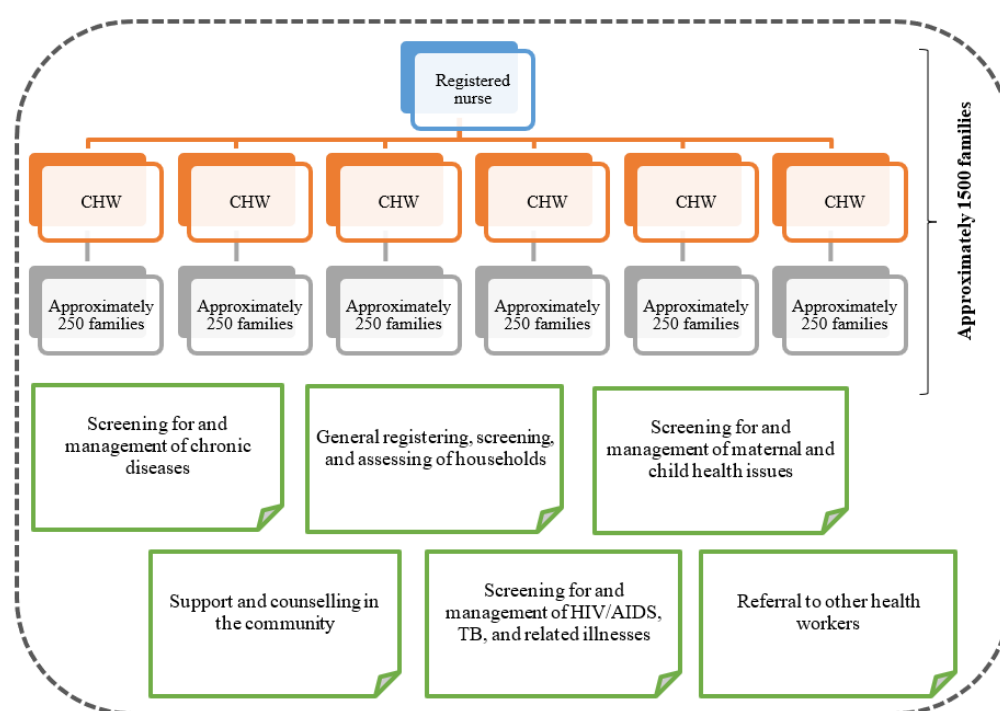 Registered
nurse
CHW
CHW
CHW
CHW
CHW
CHW
Approximately
250 families
Approximately
250 families
Approximately
250 families
Approximately
250 families
Approximately
250 families
Approximately
250 families
Approximately 1500 families
Screening for and
management of chronic
diseases
General registering, screening,
and assessing of households
Screening for and
management of maternal and
child health issues
Support and counselling in
the community
Screening for and
management of HIV/AIDS,
TB, and related illnesses
Referral to other health
workers